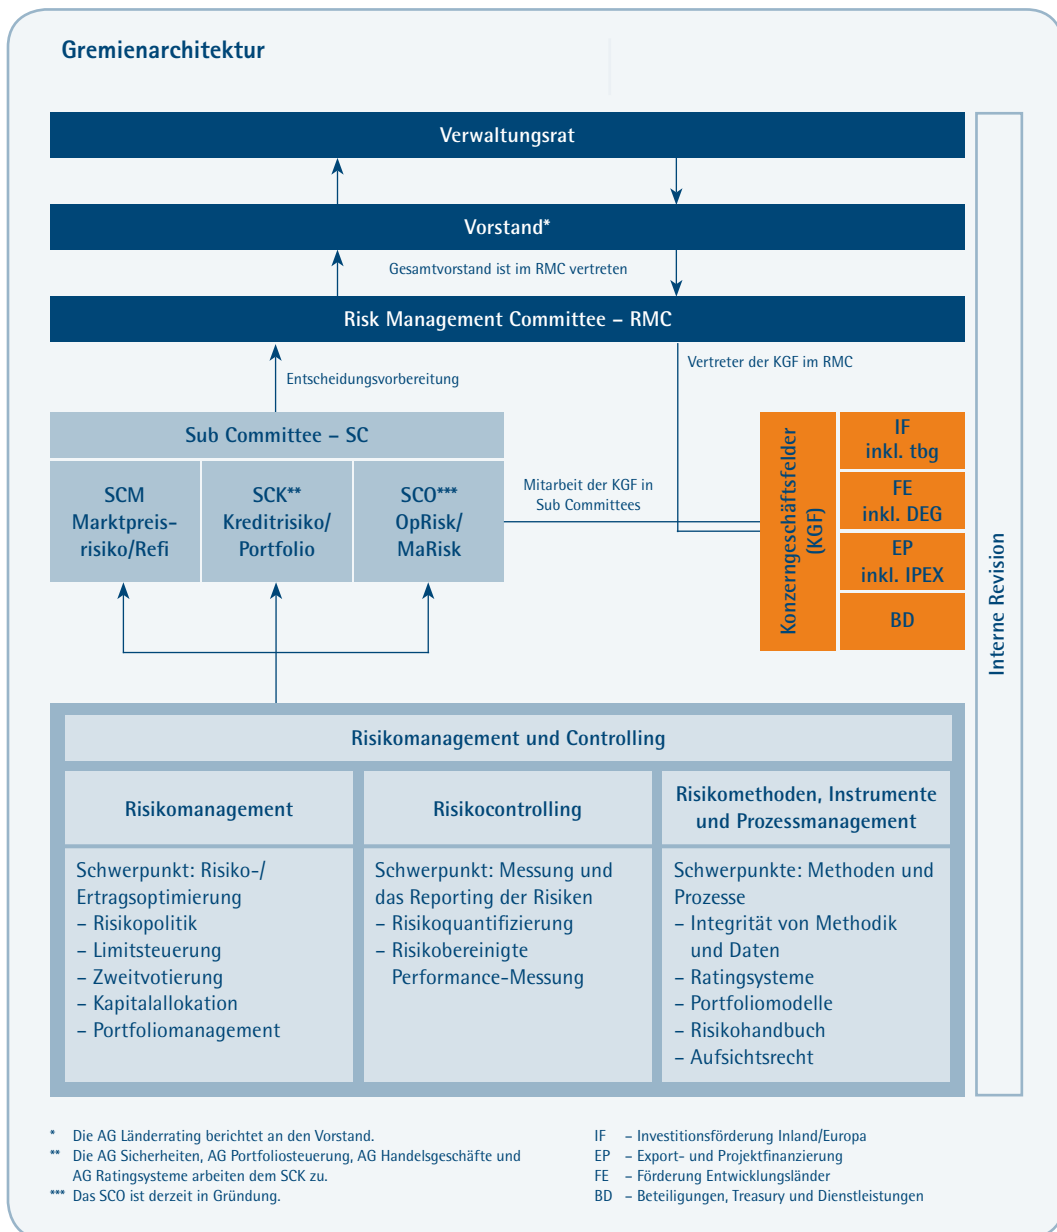 Gremienarchitektur
Verwaltungsrat
Vorstand*
Gesamtvorstand ist im RMC vertreten
Risk Management Committee – RMC
Entscheidungsvorbereitung
Vertreter der KGF im RMC
Sub Committee – SC
SCM
Marktpreis-
risiko/Refi
SCK**
Kreditrisiko/
Portfolio
SCO***
OpRisk/
MaRisk
Mitarbeit der KGF in
Sub Committees
Konzerngeschäftsfelder
(KGF)
IF
inkl. tbg
FE
inkl. DEG
EP
inkl. IPEX
BD
Interne Revision
Risikomanagement und Controlling
Risikomanagement
Schwerpunkt: Risiko-/
Ertragsoptimierung
– Risikopolitik
– Limitsteuerung
– Zweitvotierung
– Kapitalallokation
– Portfoliomanagement
Risikocontrolling
Schwerpunkt: Messung und
das Reporting der Risiken
– Risikoquantifizierung
– Risikobereinigte
Performance-Messung
Risikomethoden, Instrumente
und Prozessmanagement
Schwerpunkte: Methoden und
Prozesse
– Integrität von Methodik
und Daten
– Ratingsysteme
– Portfoliomodelle
– Risikohandbuch
– Aufsichtsrecht
* Die AG Länderrating berichtet an den Vorstand.
** Die AG Sicherheiten, AG Portfoliosteuerung, AG Handelsgeschäfte und
AG Ratingsysteme arbeiten dem SCK zu.
*** Das SCO ist derzeit in Gründung.
IF – Investitionsförderung Inland/Europa
EP – Export- und Projektfinanzierung
FE – Förderung Entwicklungsländer
BD – Beteiligungen, Treasury und Dienstleistungen